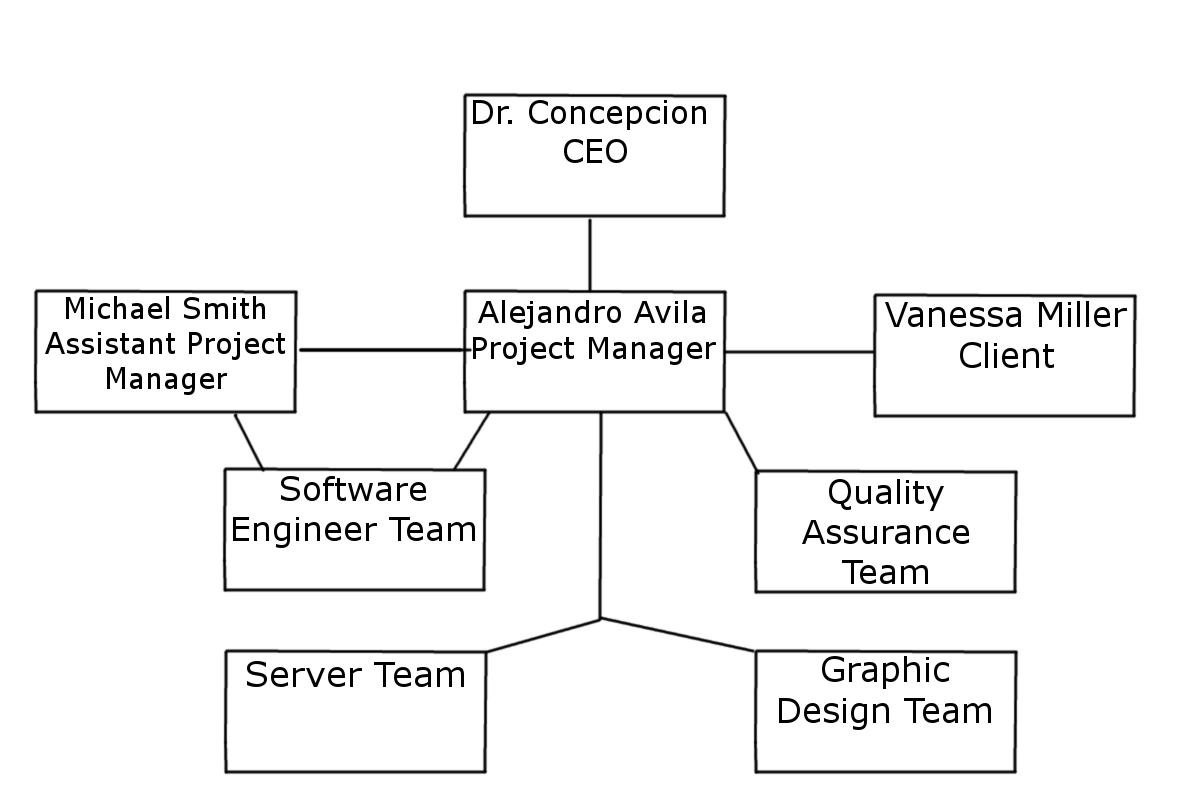 Dr. Concepcion
CEO
Michael Smith
Assistant Project
Manager
Alejandro Avila
Project Manager
Vanessa Miller
Client
Software
Engineer Team
Quality
Assurance
Team
Server Team
Graphic
Design Team